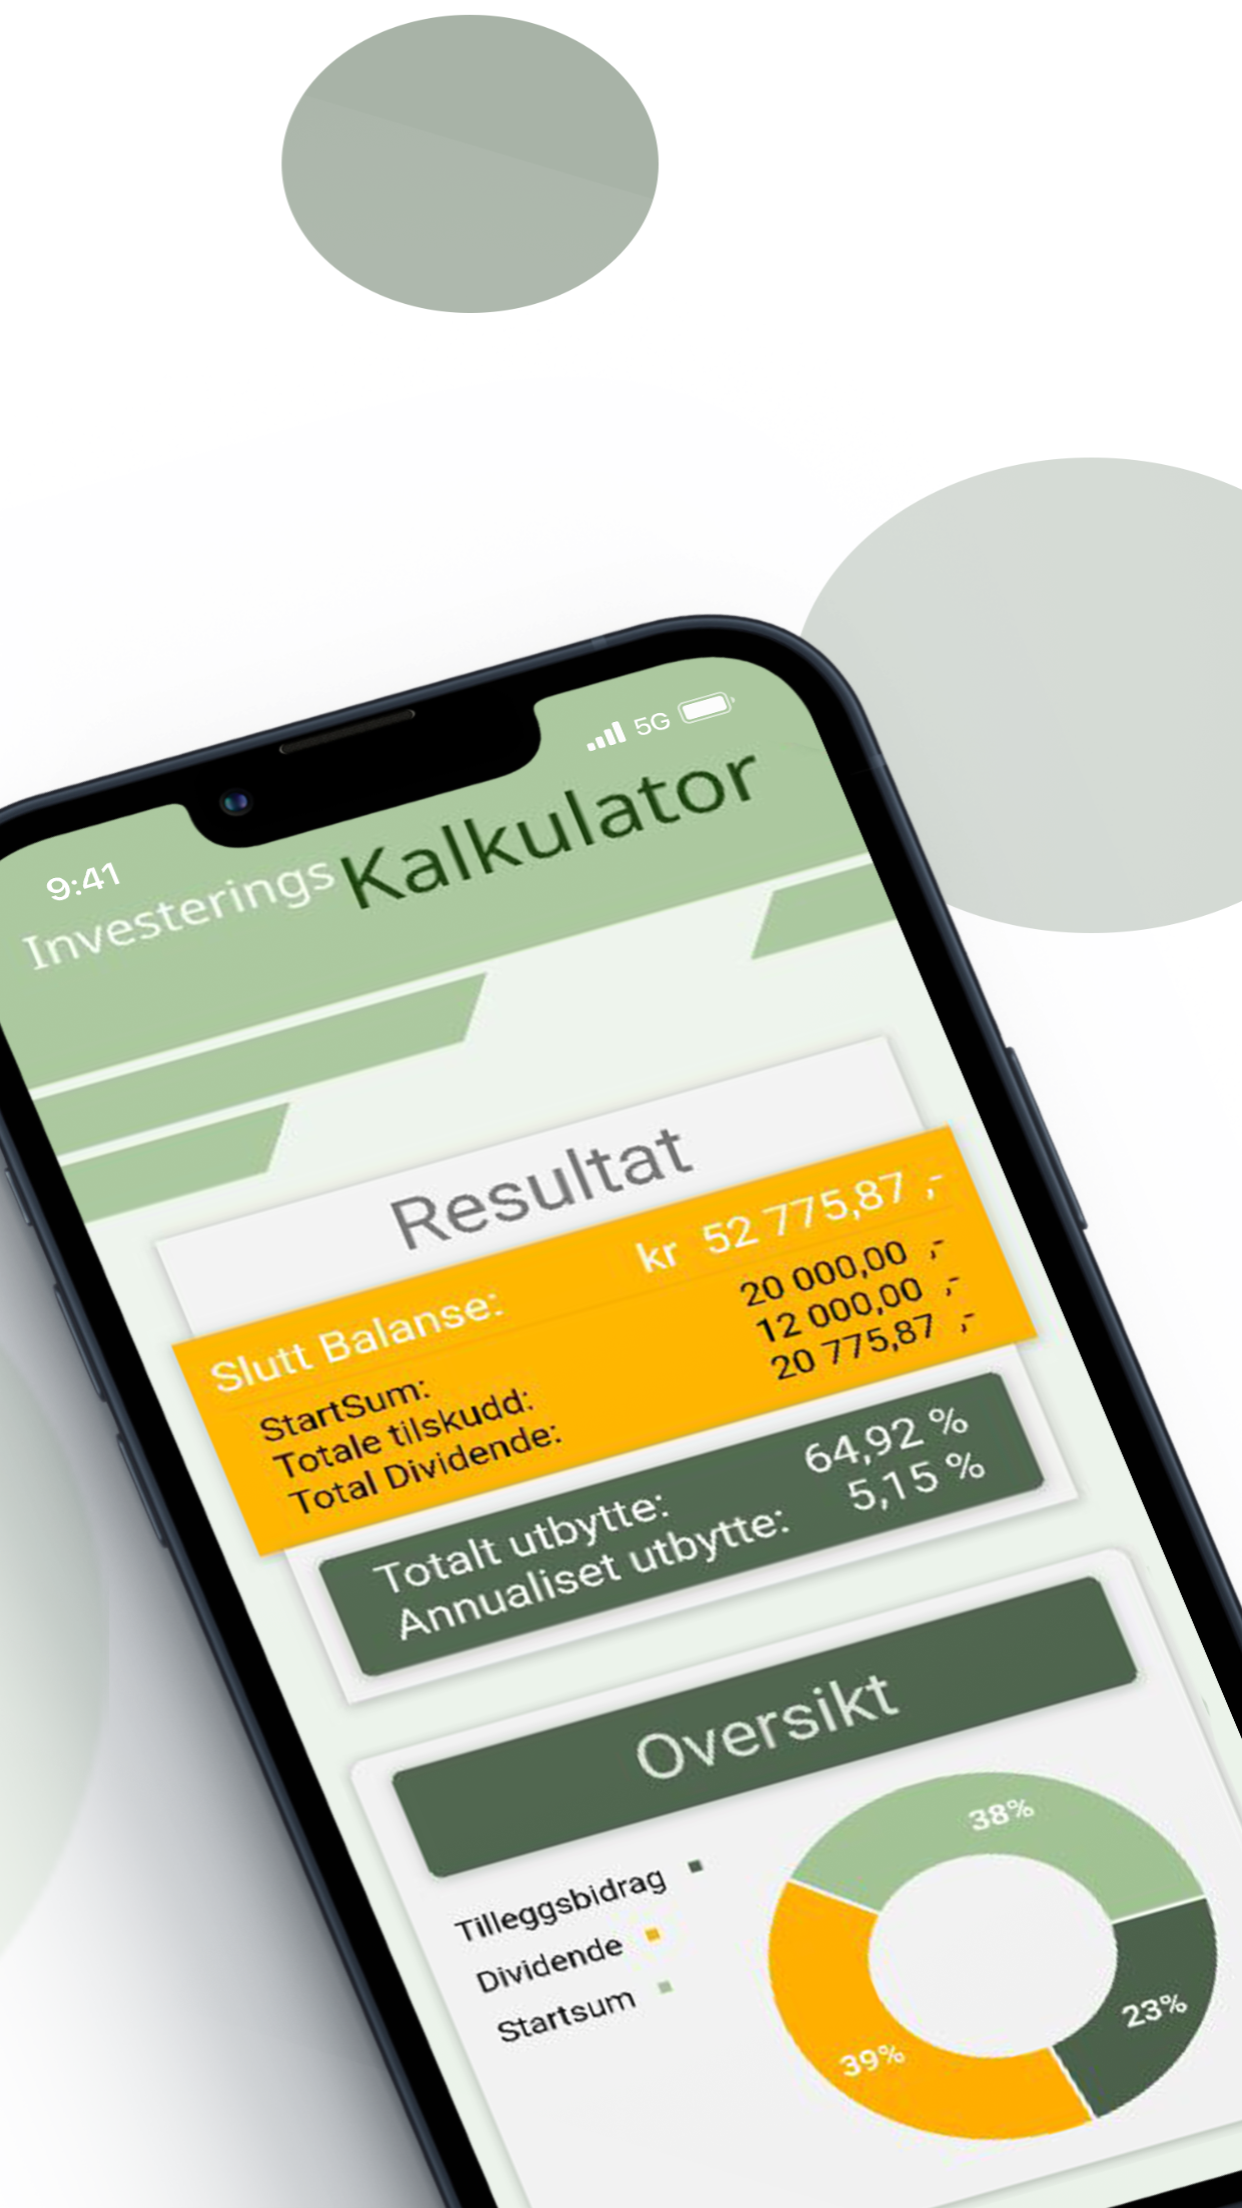 9:41
5G
Investerings Kalkulator
Resultat
Slutt Balanse: kr 52 775,87 ,-
StartSum: 20 000,00 ,-
Totale tilskudd: 12 000,00 ,-
Total Dividende: 20 775,87 ,-
Totalt utbytte: 64,92 %
Annualiset utbytte: 5,15 %
Oversikt
Tilleggsbidrag
Dividende
Startsum
38%
23%
39%